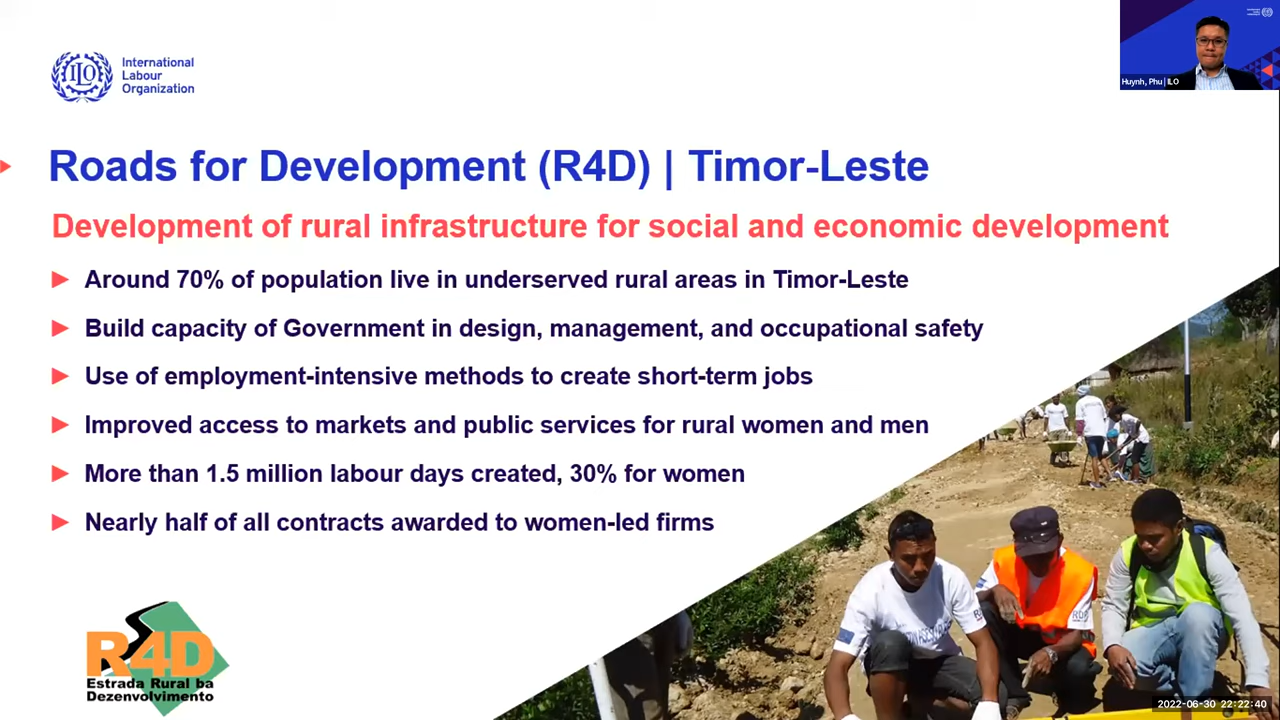 International
Labour
Organization
Huynh, Phu | ILO
Roads for Development (R4D) | Timor-Leste
Development of rural infrastructure for social and economic development
Around 70% of population live in underserved rural areas in Timor-Leste
Build capacity of Government in design, management, and occupational safety
Use of employment-intensive methods to create short-term jobs
Improved access to markets and public services for rural women and men
More than 1.5 million labour days created, 30% for women
Nearly half of all contracts awarded to women-led firms
R4D
Estrada Rural ba
Dezenvolvimento
2022-06-30 22:22:40